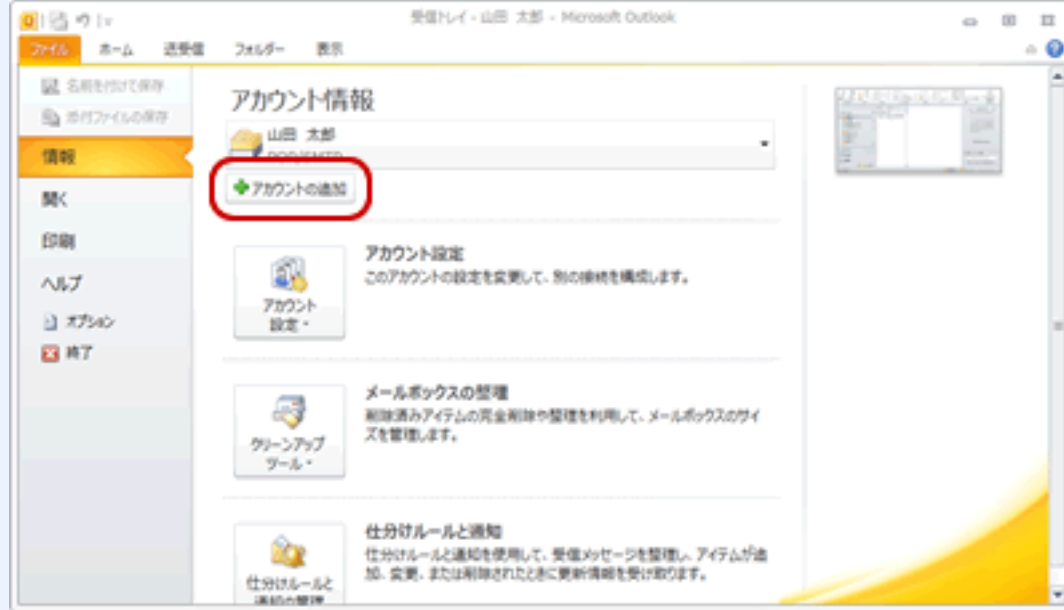 受信トレイ - 山田 太郎 - Microsoft Outlook
ファイル ホーム 送受信 フォルダー 表示
名前を付けて保存
添付ファイルの保存
情報
開く
印刷
ヘルプ
オプション
終了
アカウント情報
山田 太郎
POP/SMTP
アカウントの追加
アカウント
設定
アカウント設定
このアカウントの設定を変更して、別の接続を構成します。
クリーンアップ
ツール
メールボックスの整理
削除済みアイテムの完全削除や整理を利用して、メールボックスのサイ
ズを管理します。
仕分けルールと
通知の管理
仕分けルールと通知
仕分けルールと通知を使用して、受信メッセージを整理し、アイテムが追
加、変更、または削除されたときに更新情報を受け取ります。